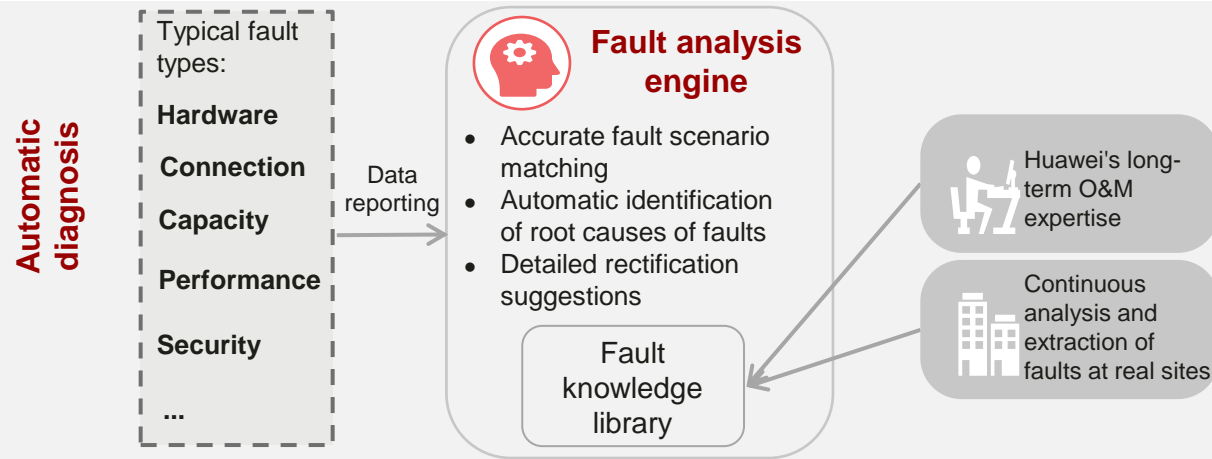 Automatic
diagnosis
Typical fault
types:
Hardware
Connection
Capacity
Performance
Security
...
Data
reporting
Fault analysis
engine
● Accurate fault scenario
matching
● Automatic identification
of root causes of faults
● Detailed rectification
suggestions
Fault
knowledge
library
Huawei's long-
term O&M
expertise
Continuous
analysis and
extraction of
faults at real sites